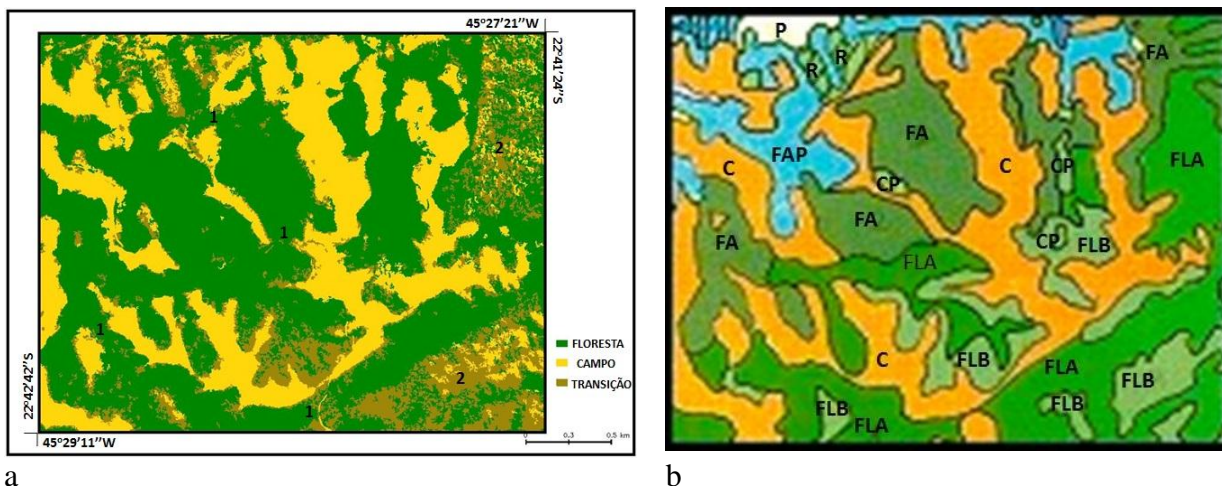 45°27'21''W
22°41'24''S
1
2
1
1
FLORESTA
CAMPO
TRANSIÇÃO
2
1
22°42'42''S
45°29'11''W
0 0.3 0.5 km
a
P
R
R
FA
FA
C
FAP
C
CP
FLA
CP
FA
CP
FLB
FA
FLA
C
FLB
FLA
FLB
FLB
FLB
FLA
b